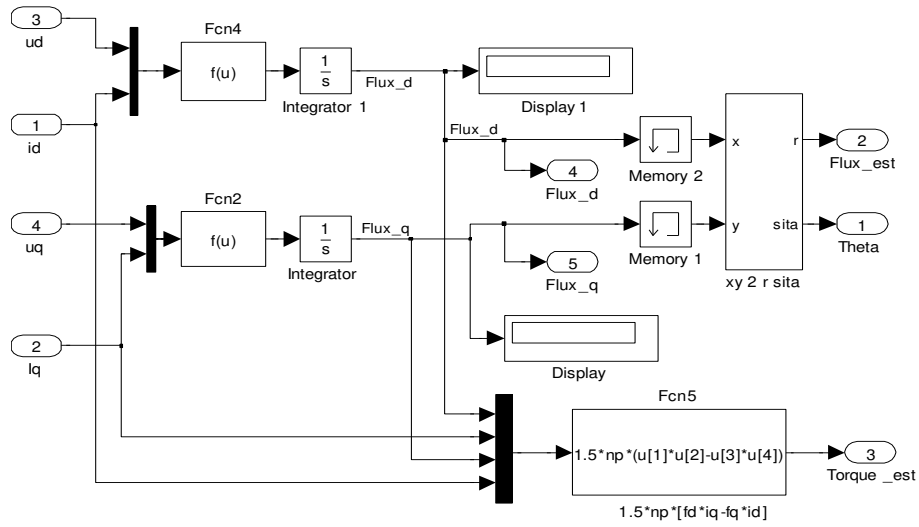 3
ud
1
id
4
uq
2
Iq
Fcn4
f(u)
1
s
Integrator 1
Flux_d
Display 1
Flux_d
4
Flux_d
Memory 2
Fcn2
f(u)
1
s
Integrator
Flux_q
5
Flux_q
Memory 1
x
y
r
sita
xy 2 r sita
2
Flux_est
1
Theta
Display
Fcn5
1.5*np*(u[1]*u[2]-u[3]*u[4])
1.5*np*[fd*iq-fq*id]
3
Torque _est